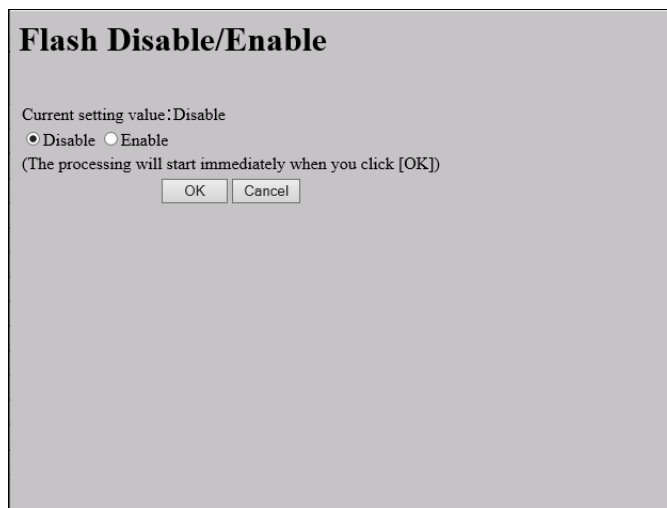 Flash Disable/Enable
Current setting value:Disable
Disable Enable
(The processing will start immediately when you click [OK])
OK Cancel